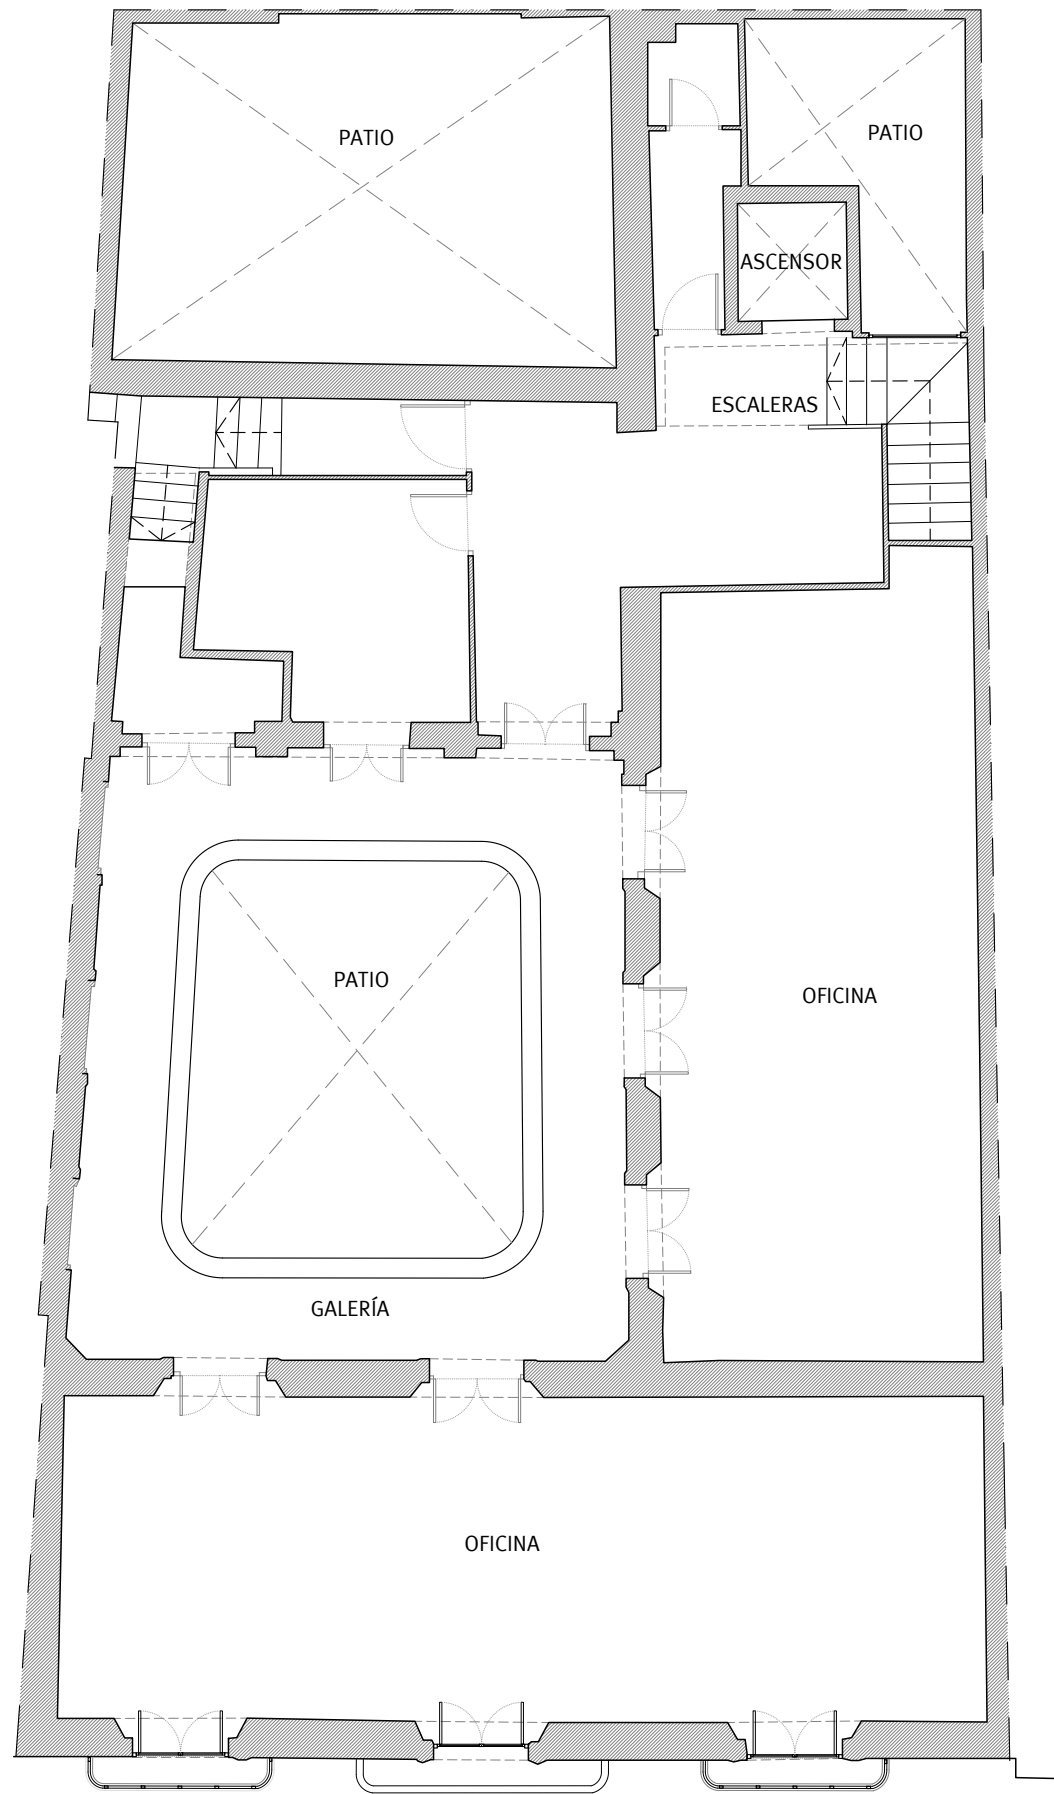 PATIO
PATIO
ASCENSOR
ESCALERAS
PATIO
OFICINA
GALERÍA
OFICINA